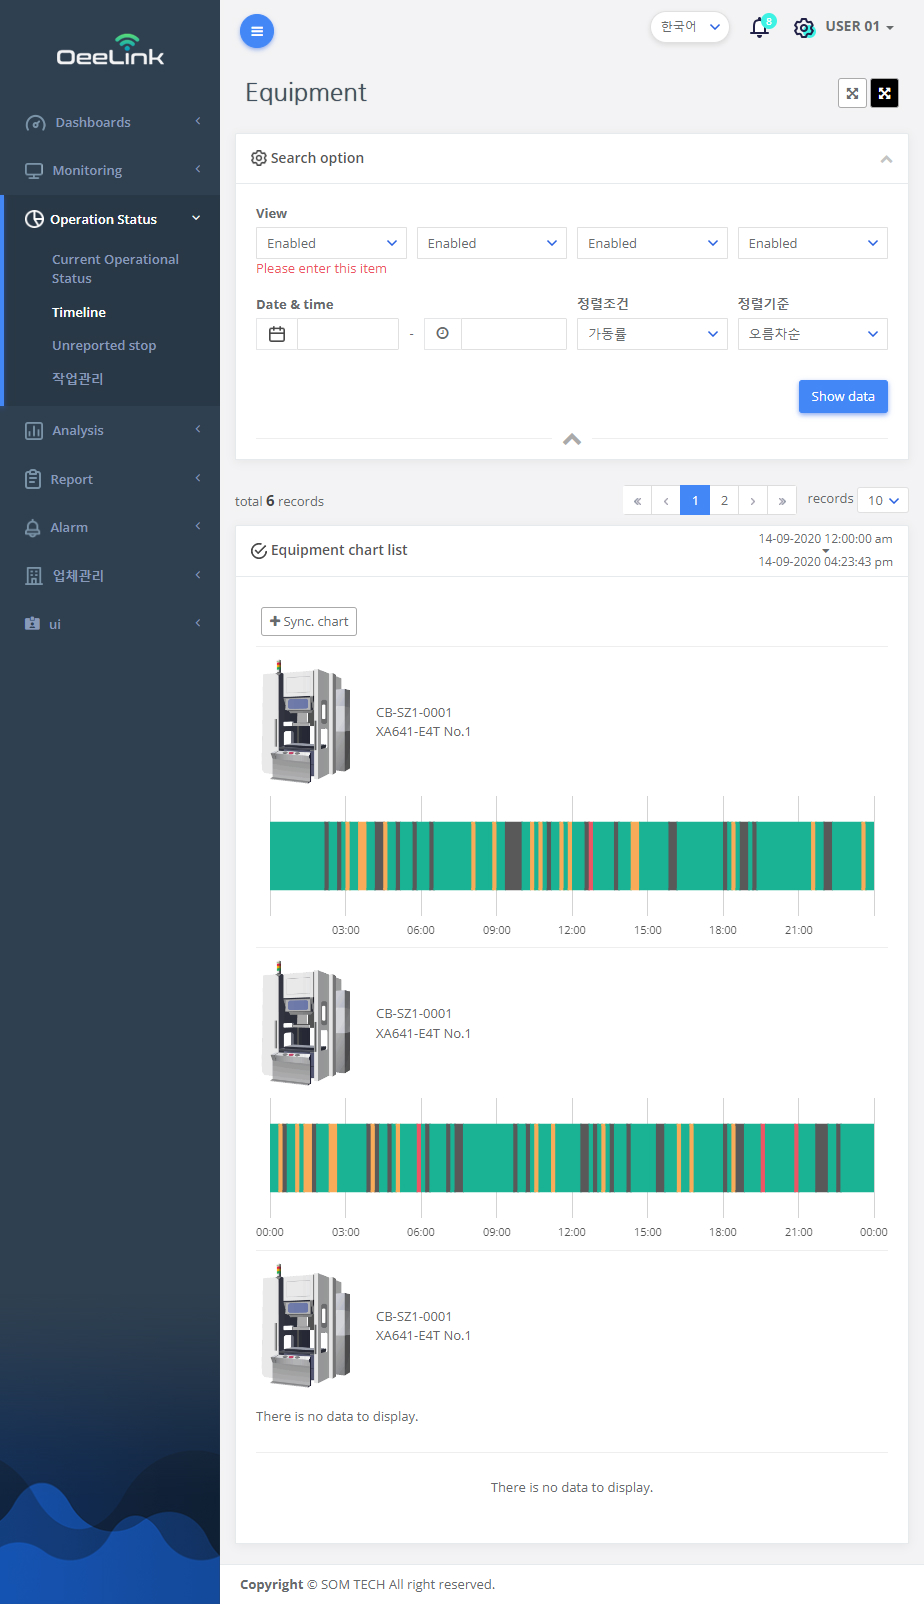 OeeLink
한국어
8
USER 01
Dashboards
Monitoring
Operation Status
Current Operational
Status
Timeline
Unreported stop
작업관리
Analysis
Report
Alarm
업체관리
ui
Equipment
Search option
View
Enabled
Enabled
Enabled
Enabled
Please enter this item
Date & time
정렬조건
정렬기준
-
가동률
오름차순
Show data
total 6 records
« ‹ 1 2 › »
records
10
Equipment chart list
14-09-2020 12:00:00 am
14-09-2020 04:23:43 pm
+ Sync. chart
CB-SZ1-0001
XA641-E4T No.1
03:00 06:00 09:00 12:00 15:00 18:00 21:00
CB-SZ1-0001
XA641-E4T No.1
00:00 03:00 06:00 09:00 12:00 15:00 18:00 21:00 00:00
CB-SZ1-0001
XA641-E4T No.1
There is no data to display.
There is no data to display.
Copyright © SOM TECH All right reserved.